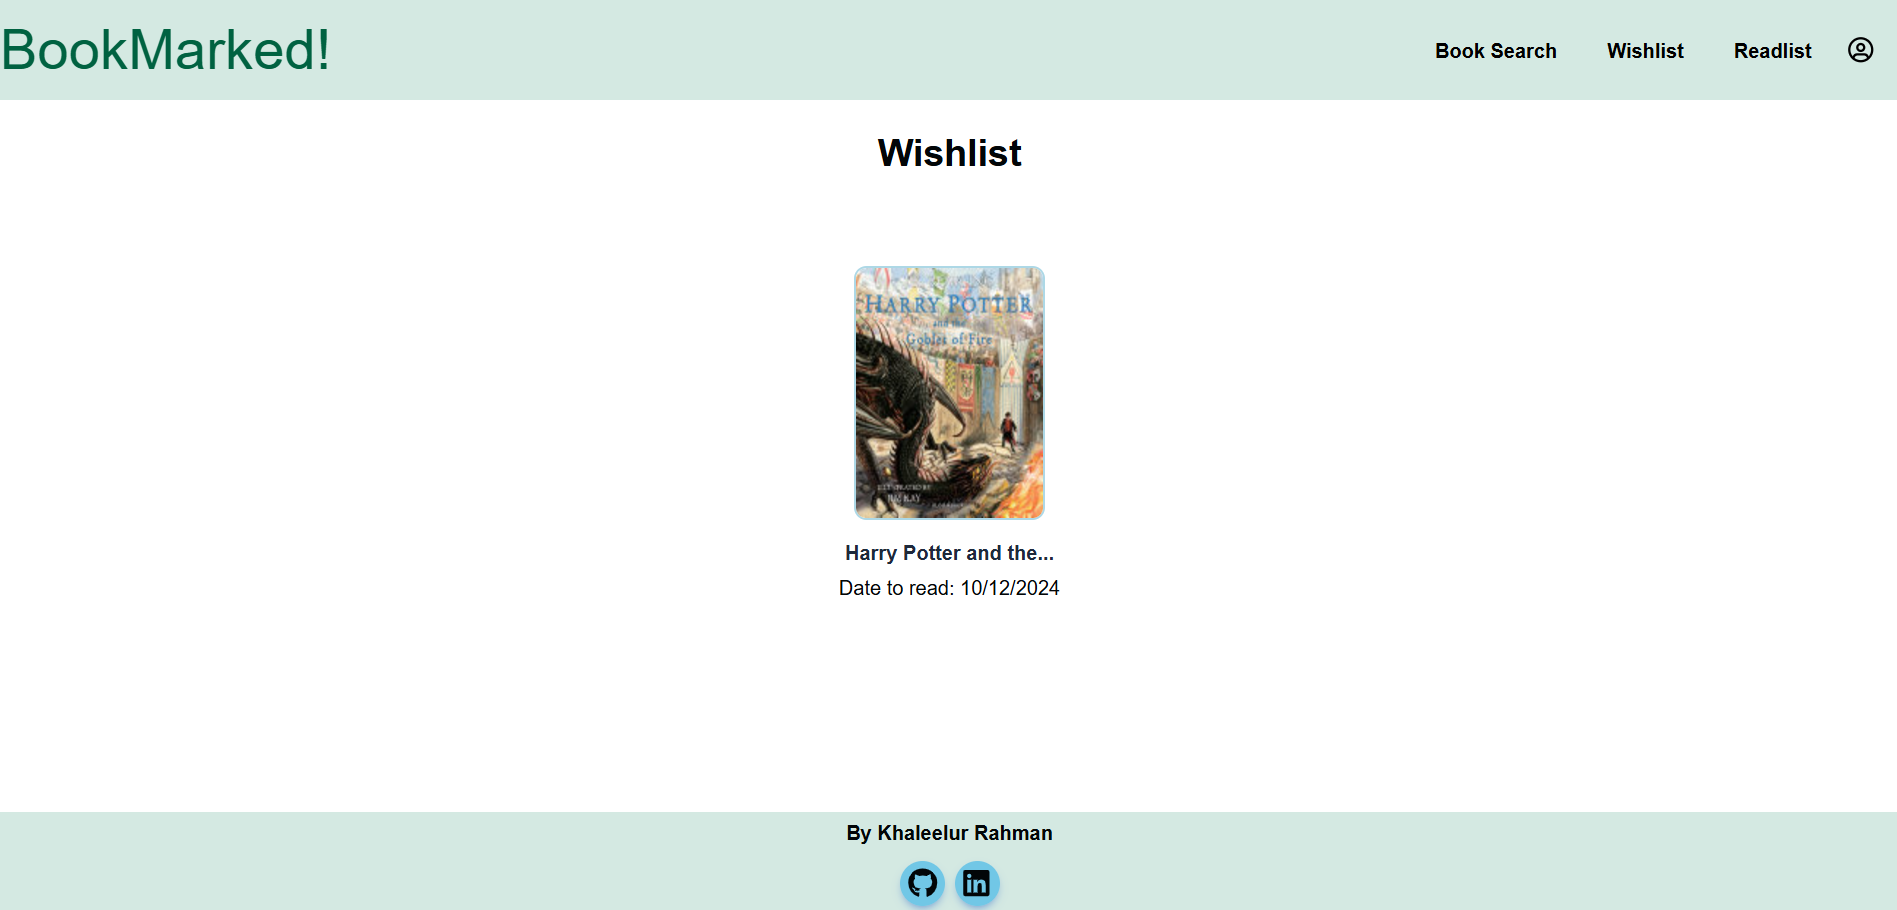 BookMarked!
Book Search
Wishlist
Readlist
Wishlist
HARRY POTTER
and the
Goblet of Fire
ILLUSTRATED BY
JIM KAY
Harry Potter and the...
Date to read: 10/12/2024
By Khaleelur Rahman
in